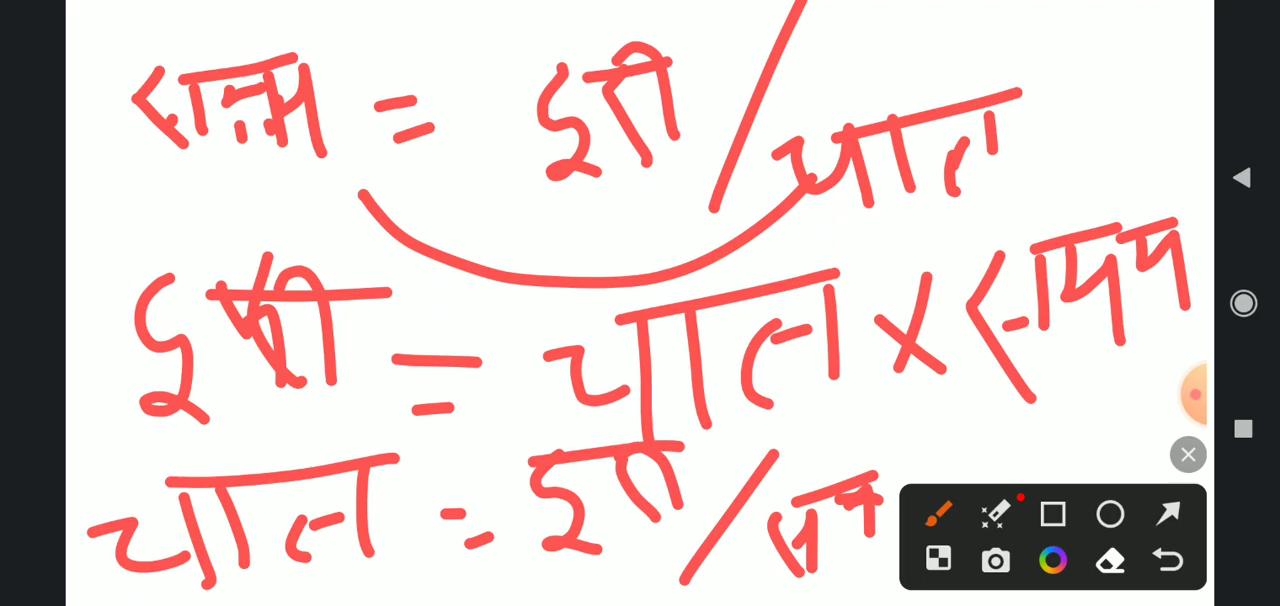 समय = दूरी / चाल
दूरी = चाल × समय
चाल = दूरी / समय